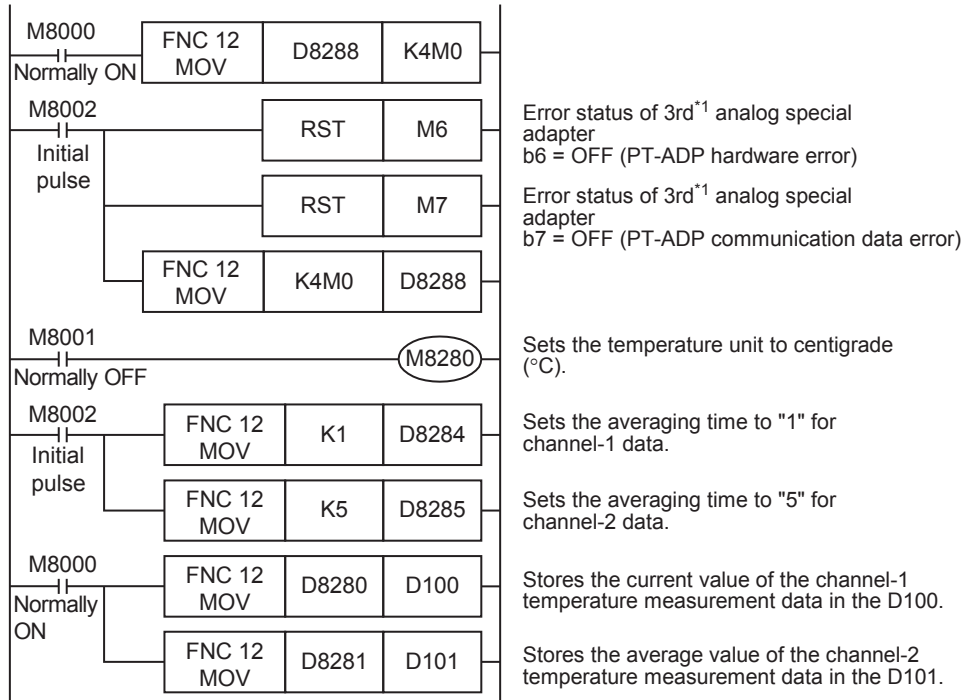 M8000
FNC 12 MOV D8288 K4M0
Normally ON
M8002
Initial pulse
RST M6
Error status of 3rd*1 analog special
adapter
b6 = OFF (PT-ADP hardware error)
RST M7
Error status of 3rd*1 analog special
adapter
b7 = OFF (PT-ADP communication data error)
FNC 12 MOV K4M0 D8288
M8001
Normally OFF
M8280
Sets the temperature unit to centigrade
(°C).
M8002
Initial pulse
FNC 12 MOV K1 D8284
Sets the averaging time to "1" for
channel-1 data.
FNC 12 MOV K5 D8285
Sets the averaging time to "5" for
channel-2 data.
M8000
Normally ON
FNC 12 MOV D8280 D100
Stores the current value of the channel-1
temperature measurement data in the D100.
FNC 12 MOV D8281 D101
Stores the average value of the channel-2
temperature measurement data in the D101.